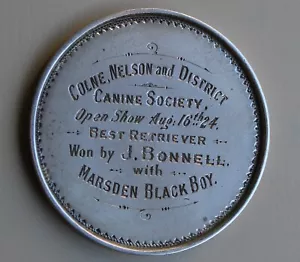 COLNE, NELSON and DISTRICT
CANINE SOCIETY,
Open Show Aug. 16th 24.
BEST RETRIEVER
Won by J. BONNELL.
with
MARSDEN BLACK BOY.